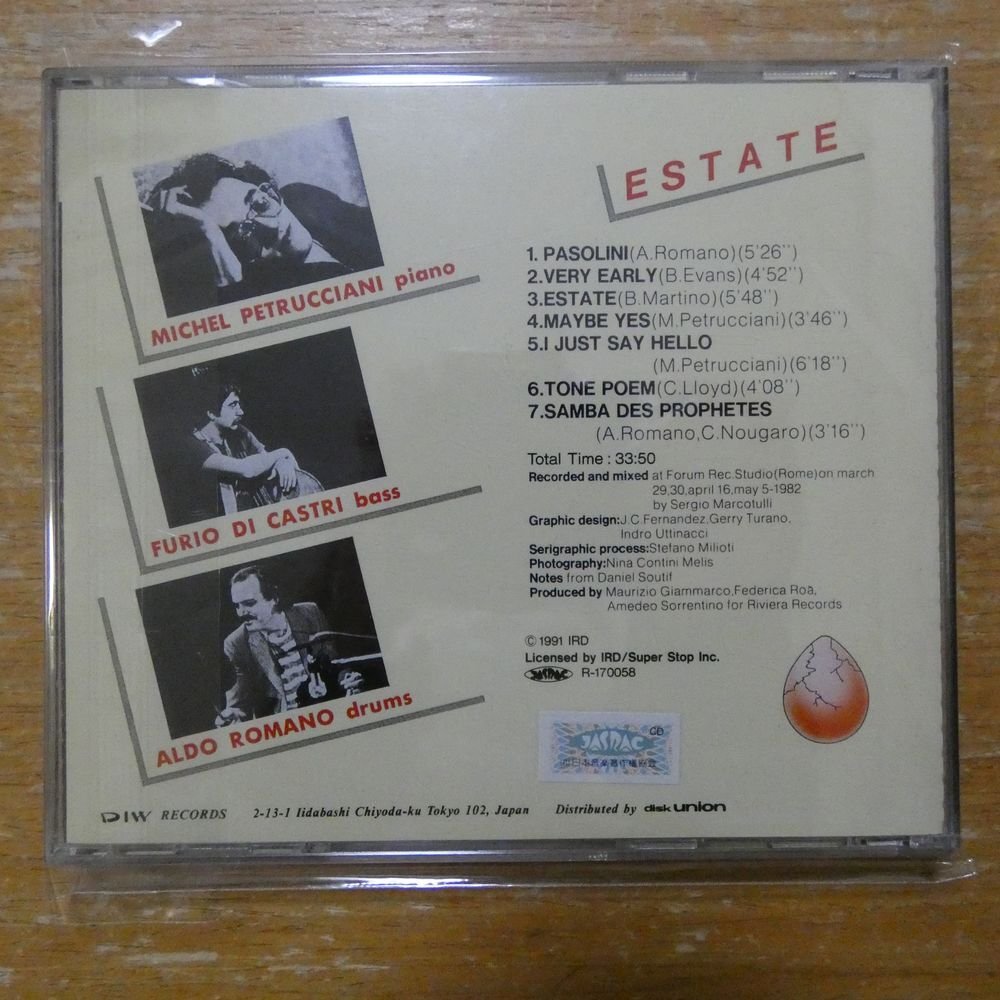 ESTATE
MICHEL PETRUCCIANI piano
FURIO DI CASTRI bass
ALDO ROMANO drums
1. PASOLINI(A.Romano)(5'26'')
2.VERY EARLY(B.Evans)(4'52'')
3.ESTATE(B.Martino)(5'48'')
4.MAYBE YES(M.Petrucciani)(3'46'')
5.I JUST SAY HELLO
(M.Petrucciani)(6'18'')
6.TONE POEM(C.Lloyd)(4'08'')
7.SAMBA DES PROPHETES
(A.Romano,C.Nougaro)(3'16'')
Total Time : 33:50
Recorded and mixed at Forum Rec.Studio(Rome)on march
29,30,april 16,may 5-1982
by Sergio Marcotulli
Graphic design:J.C.Fernandez,Gerry Turano,
Indro Uttinacci
Serigraphic process:Stefano Milioti
Photography:Nina Contini Melis
Notes from Daniel Soutif
Produced by Maurizio Giammarco,Federica Roà,
Amedeo Sorrentino for Riviera Records
© 1991 IRD
Licensed by IRD/Super Stop Inc.
JASRAC R-170058
CD
JASRAC
DIW RECORDS 2-13-1 Iidabashi Chiyoda-ku Tokyo 102, Japan Distributed by disk union